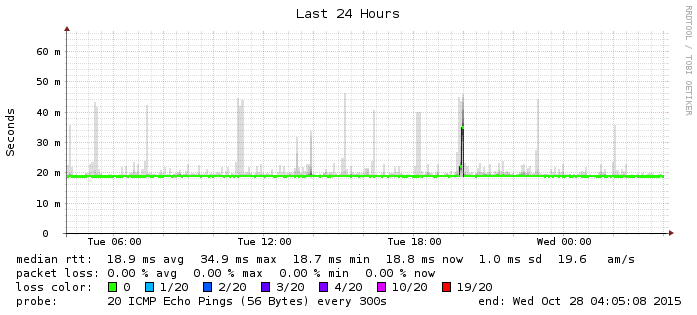 Last 24 Hours
RRDTOOL / TOBI OETIKER
Seconds
60 m
50 m
40 m
30 m
20 m
10 m
0
Tue 06:00 Tue 12:00 Tue 18:00 Wed 00:00
median rtt: 18.9 ms avg 34.9 ms max 18.7 ms min 18.8 ms now 1.0 ms sd 19.6 am/s
packet loss: 0.00 % avg 0.00 % max 0.00 % min 0.00 % now
loss color: 0 1/20 2/20 3/20 4/20 10/20 19/20
probe: 20 ICMP Echo Pings (56 Bytes) every 300s end: Wed Oct 28 04:05:08 2015